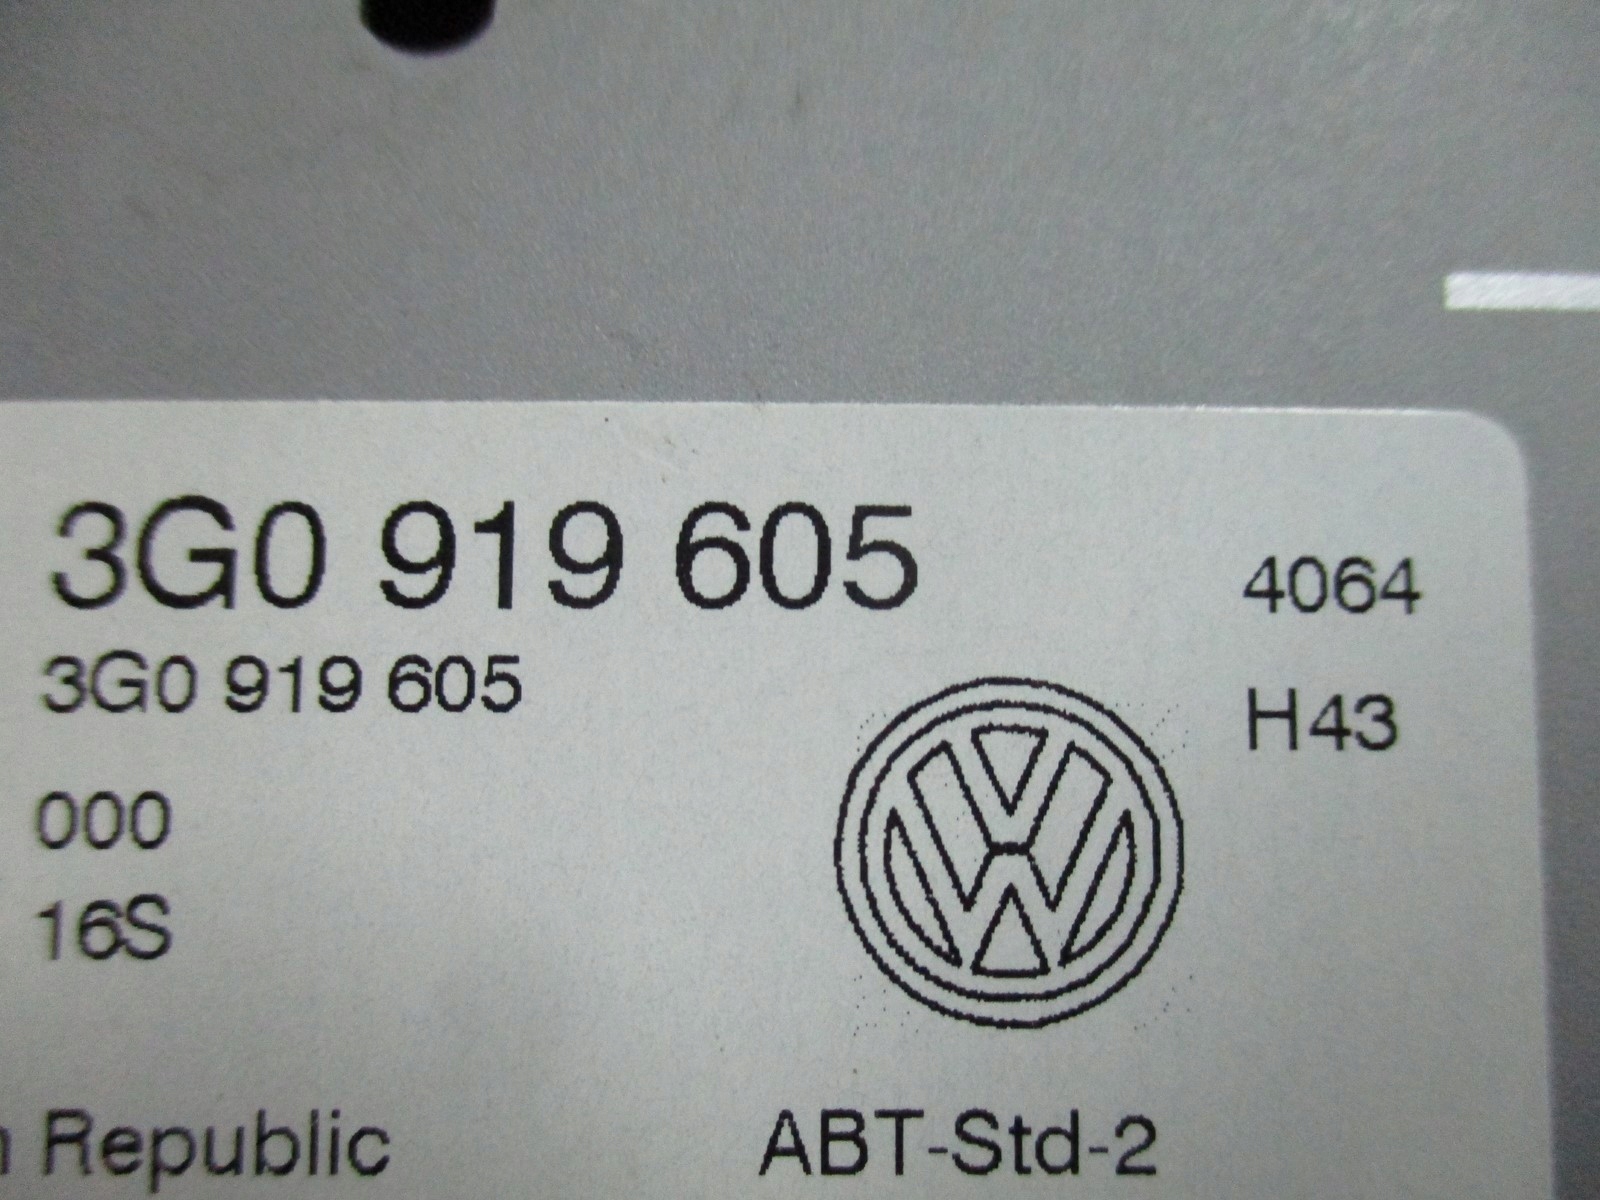 3G0 919 605
4064
3G0 919 605
H43
000
16S
Republic
ABT-Std-2